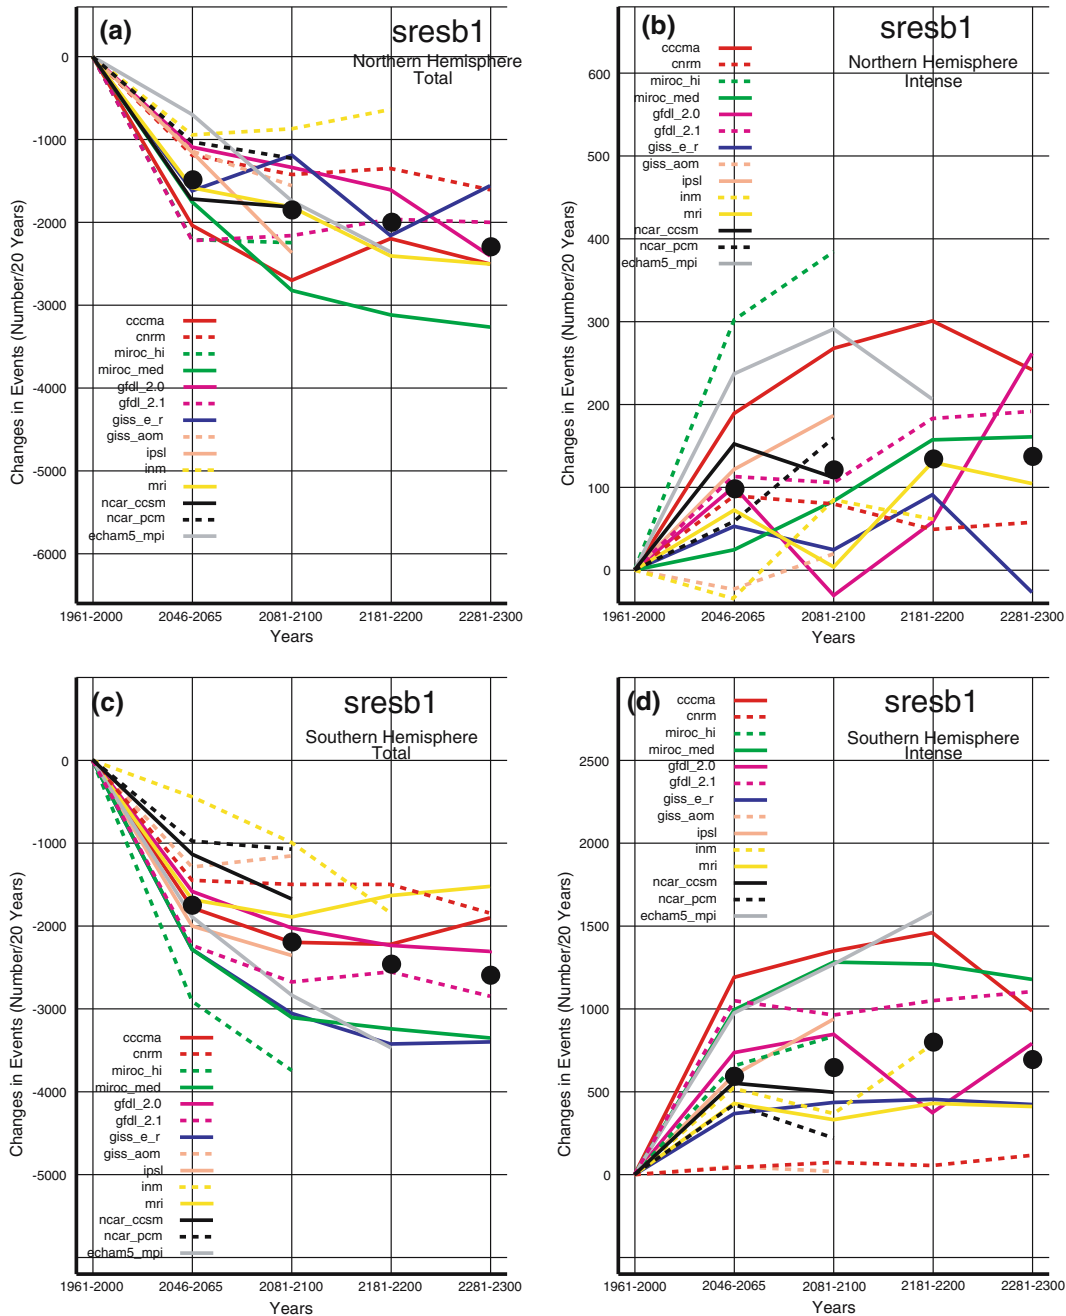 (a)
sresb1
Northern Hemisphere
Total
0
-1000
-2000
-3000
-4000
-5000
-6000
Changes in Events (Number/20 Years)
cccma
cnrm
miroc_hi
miroc_med
gfdl_2.0
gfdl_2.1
giss_e_r
giss_aom
ipsl
inm
mri
ncar_ccsm
ncar_pcm
echam5_mpi
1961-2000 2046-2065 2081-2100 2181-2200 2281-2300
Years
(b)
sresb1
Northern Hemisphere
Intense
cccma
cnrm
miroc_hi
miroc_med
gfdl_2.0
gfdl_2.1
giss_e_r
giss_aom
ipsl
inm
mri
ncar_ccsm
ncar_pcm
echam5_mpi
600
500
400
300
200
100
0
Changes in Events (Number/20 Years)
1961-2000 2046-2065 2081-2100 2181-2200 2281-2300
Years
(c)
sresb1
Southern Hemisphere
Total
0
-1000
-2000
-3000
-4000
-5000
Changes in Events (Number/20 Years)
cccma
cnrm
miroc_hi
miroc_med
gfdl_2.0
gfdl_2.1
giss_e_r
giss_aom
ipsl
inm
mri
ncar_ccsm
ncar_pcm
echam5_mpi
1961-2000 2046-2065 2081-2100 2181-2200 2281-2300
Years
(d)
sresb1
Southern Hemisphere
Intense
cccma
cnrm
miroc_hi
miroc_med
gfdl_2.0
gfdl_2.1
giss_e_r
giss_aom
ipsl
inm
mri
ncar_ccsm
ncar_pcm
echam5_mpi
2500
2000
1500
1000
500
0
Changes in Events (Number/20 Years)
1961-2000 2046-2065 2081-2100 2181-2200 2281-2300
Years